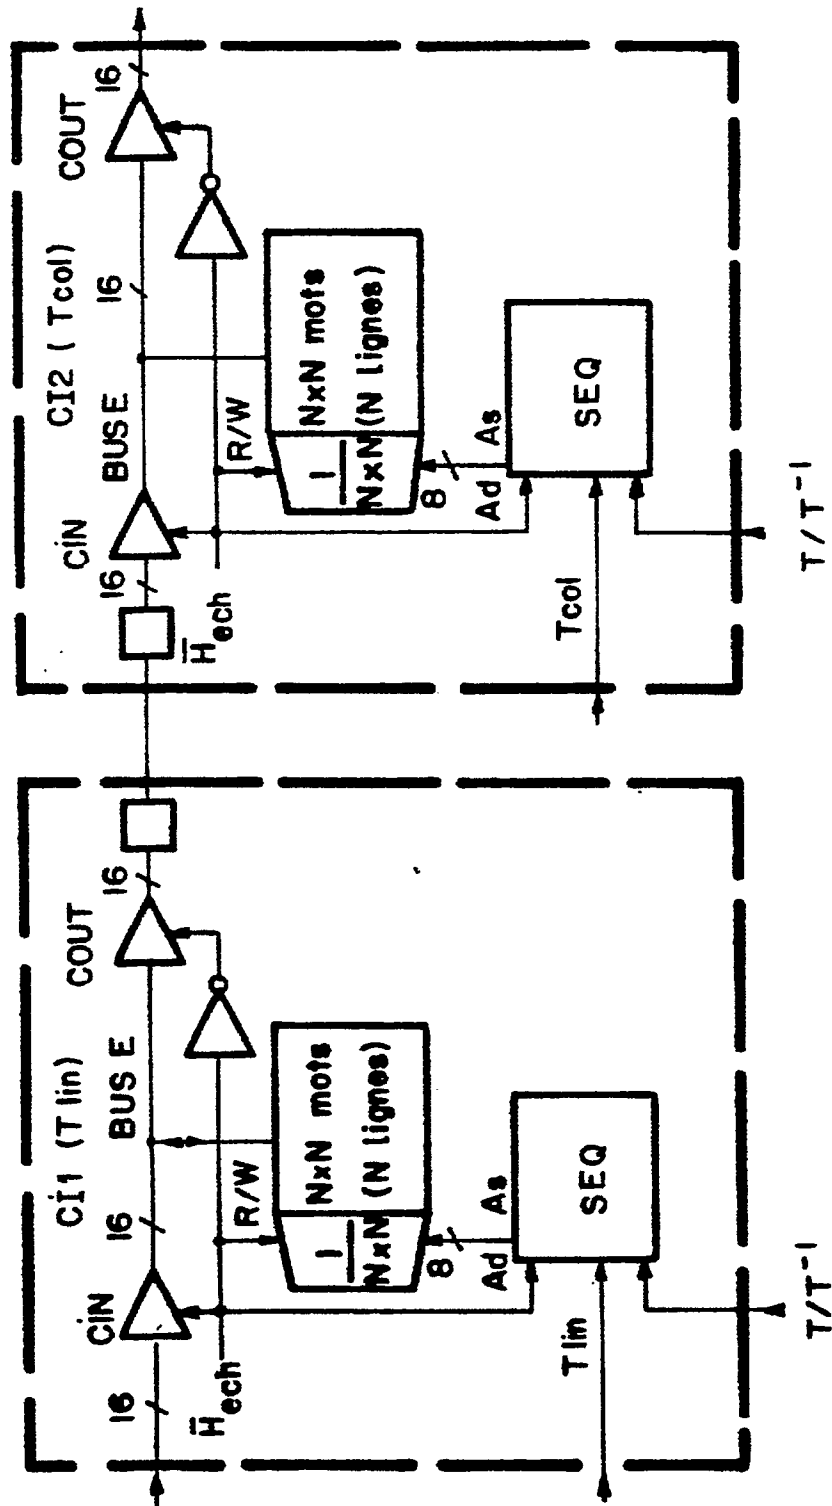 CI1 (Tlin)
16
CIN
16
BUS E
COUT
16
H̅ech
R/W
1
NxN
NxN mots
(N lignes)
8
Ad
As
SEQ
Tlin
T/T-1
CI2 (Tcol)
16
CIN
BUS E
16
COUT
16
H̅ech
R/W
1
NxN
NxN mots
(N lignes)
8
Ad
As
SEQ
Tcol
T/T-1